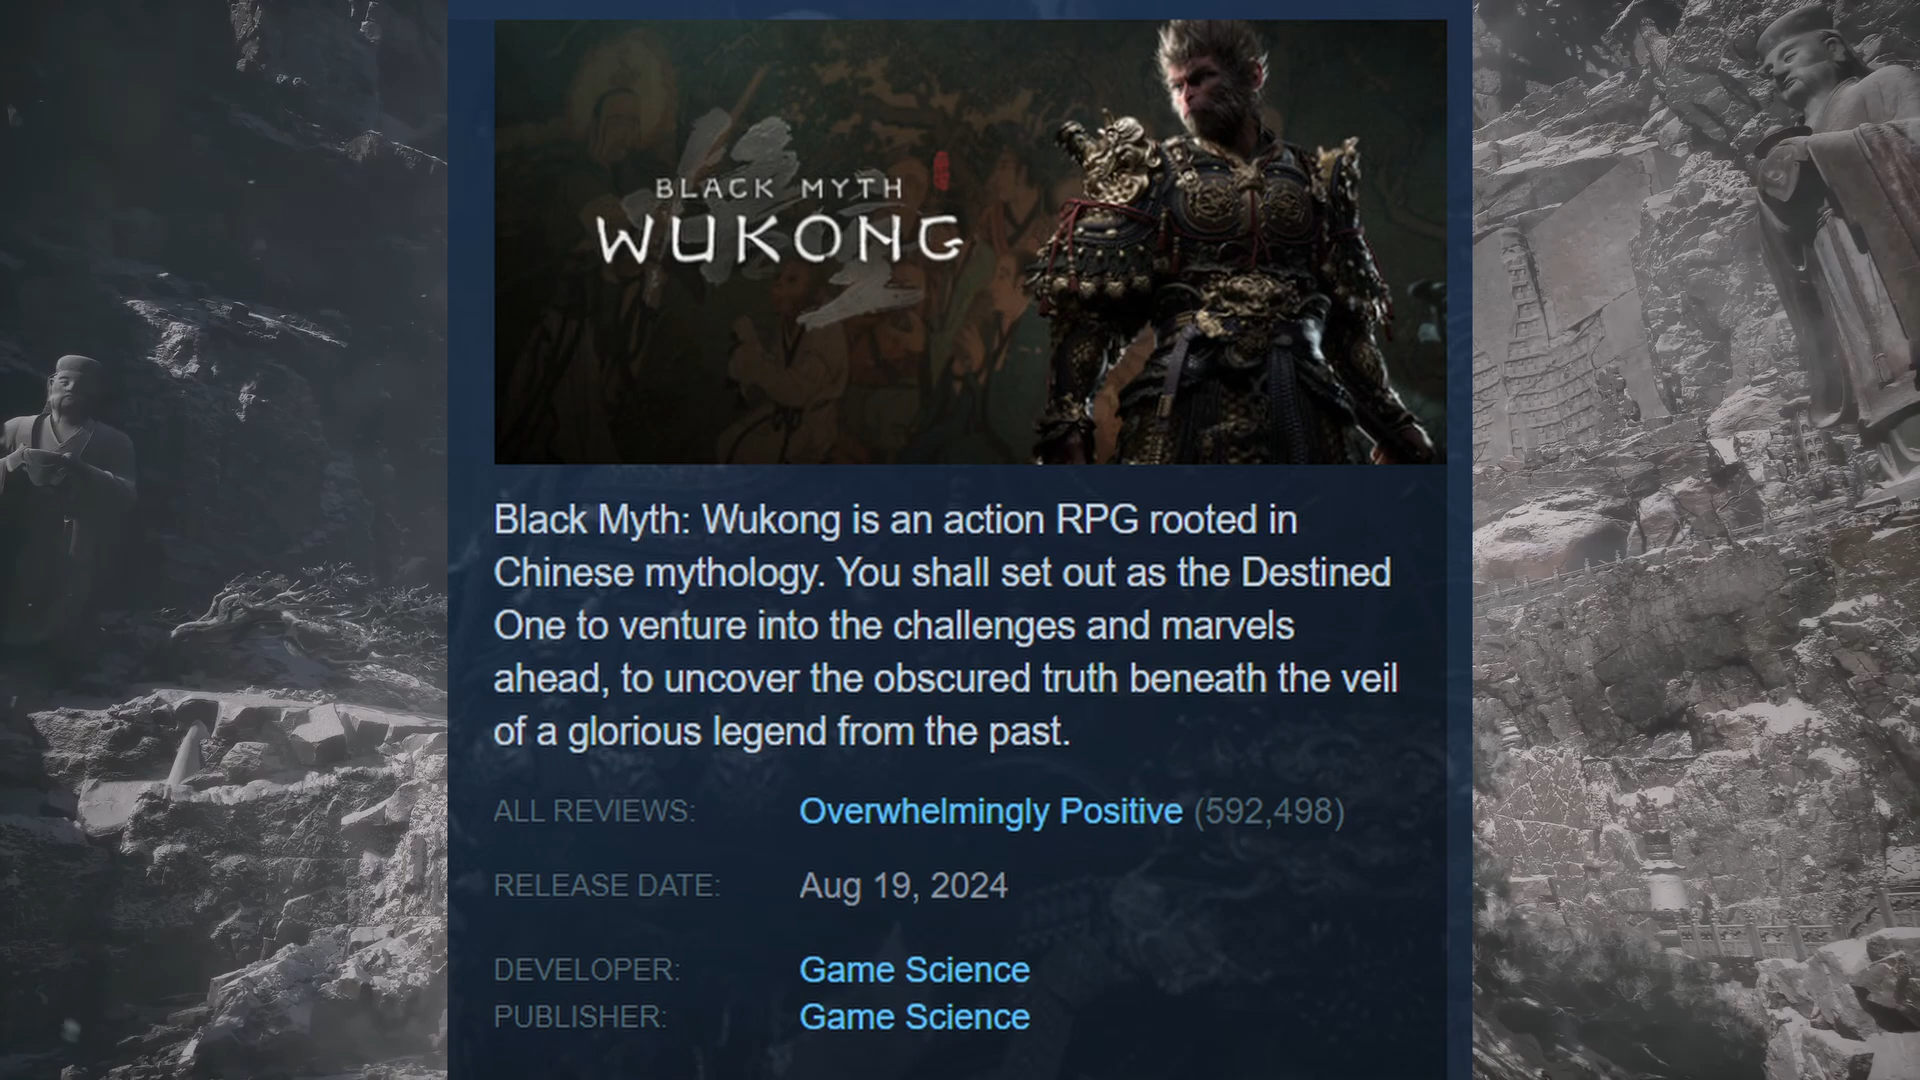 BLACK MYTH
WUKONG
Black Myth: Wukong is an action RPG rooted in
Chinese mythology. You shall set out as the Destined
One to venture into the challenges and marvels
ahead, to uncover the obscured truth beneath the veil
of a glorious legend from the past.
ALL REVIEWS: Overwhelmingly Positive (592,498)
RELEASE DATE: Aug 19, 2024
DEVELOPER: Game Science
PUBLISHER: Game Science